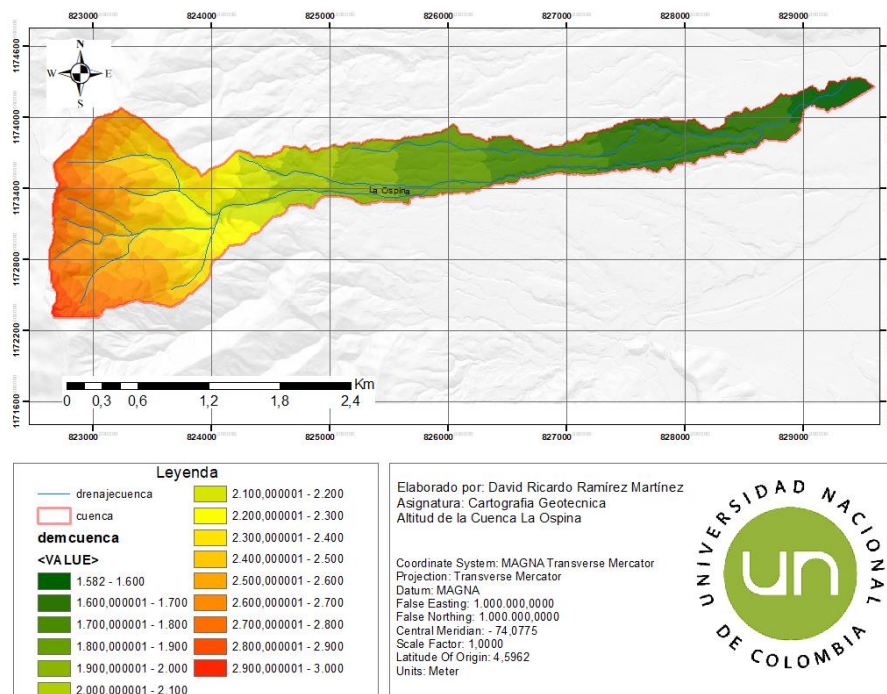 823000 824000 825000 826000 827000 828000 829000
N
W E
S
1174600
1174000
1173400
1172800
1172200
1171600
La Ospina
1174600
1174000
1173400
1172800
1172200
1171600
Km
0 0,3 0,6 1,2 1,8 2,4
823000 824000 825000 826000 827000 828000 829000
Leyenda
drenajecuenca
cuenca
demcuenca
<VALUE>
1.582 - 1.600
1.600,000001 - 1.700
1.700,000001 - 1.800
1.800,000001 - 1.900
1.900,000001 - 2.000
2.000,000001 - 2.100
2.100,000001 - 2.200
2.200,000001 - 2.300
2.300,000001 - 2.400
2.400,000001 - 2.500
2.500,000001 - 2.600
2.600,000001 - 2.700
2.700,000001 - 2.800
2.800,000001 - 2.900
2.900,000001 - 3.000
Elaborado por: David Ricardo Ramírez Martínez
Asignatura: Cartografia Geotecnica
Altitud de la Cuenca La Ospina
Coordinate System: MAGNA Transverse Mercator
Projection: Transverse Mercator
Datum: MAGNA
False Easting: 1.000.000,0000
False Northing: 1.000.000,0000
Central Meridian: - 74,0775
Scale Factor: 1,0000
Latitude Of Origin: 4,5962
Units: Meter
UNIVERSIDAD NACIONAL
un
DE COLOMBIA